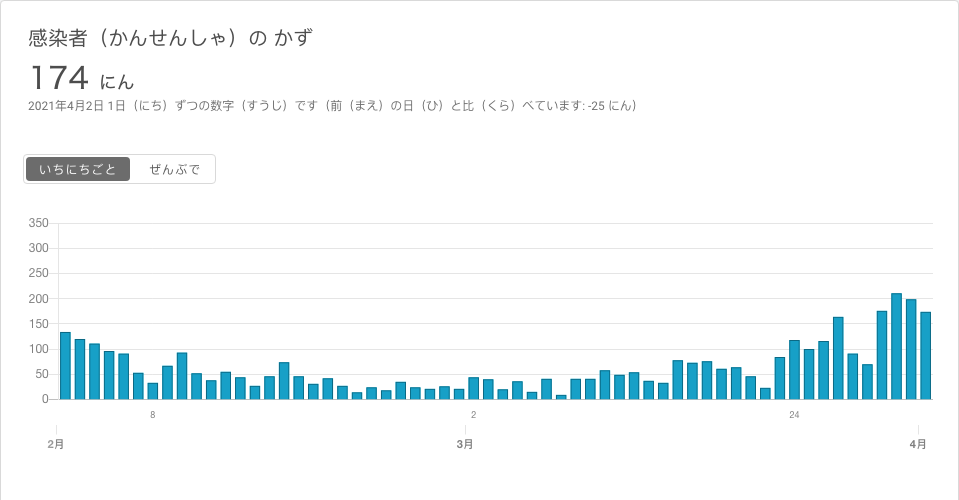 感染者（かんせんしゃ）の かず
174 にん
2021年4月2日 1日（にち）ずつの数字（すうじ）です（前（まえ）の日（ひ）と比（くら）べています: -25 にん）
いちにちごと ぜんぶで
350
300
250
200
150
100
50
0
8 2 24
2月 3月 4月